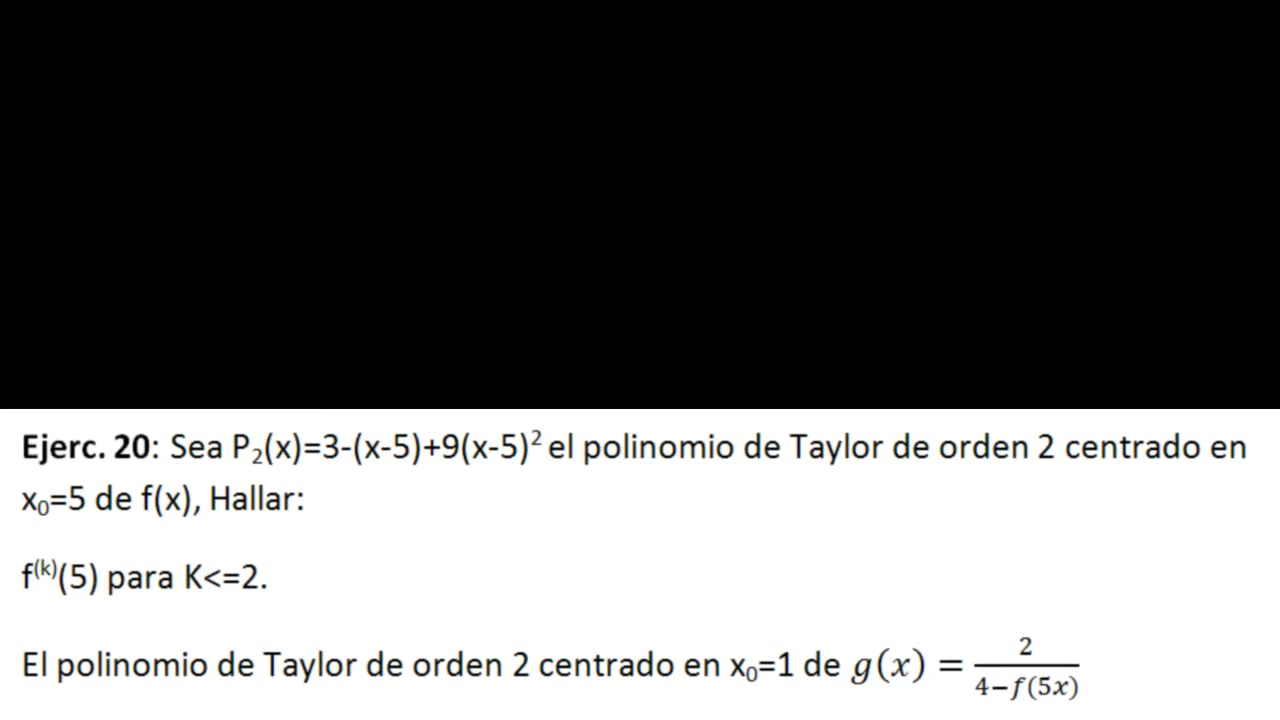 Ejerc. 20: Sea P₂(x)=3-(x-5)+9(x-5)² el polinomio de Taylor de orden 2 centrado en
x₀=5 de f(x), Hallar:
f⁽ᵏ⁾(5) para K<=2.
El polinomio de Taylor de orden 2 centrado en x₀=1 de g(x) = 2/(4−f(5x))